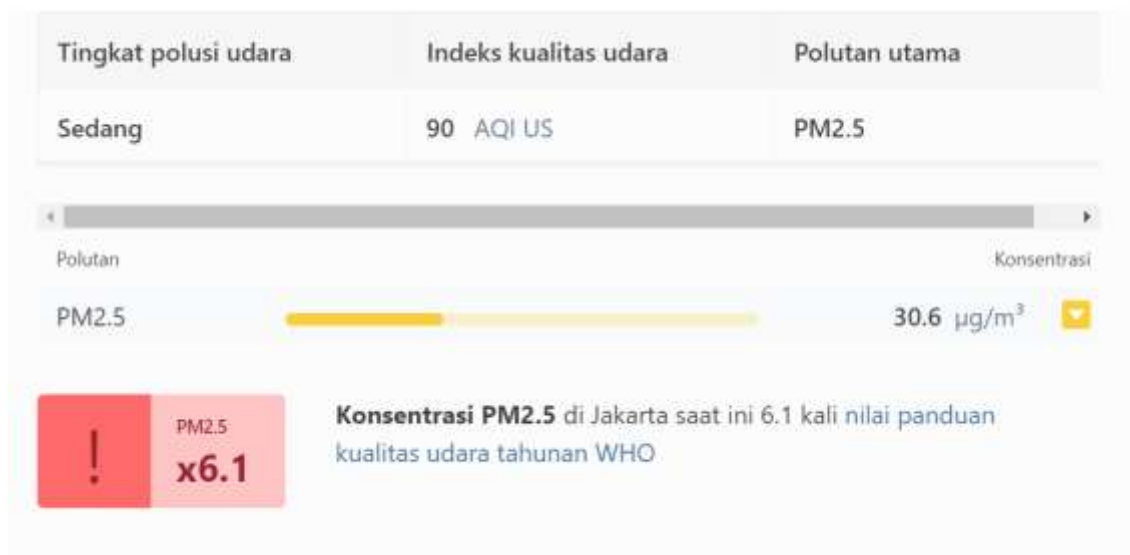 Tingkat polusi udara Indeks kualitas udara Polutan utama
Sedang 90 AQI US PM2.5
Polutan Konsentrasi
PM2.5 30.6 µg/m³
! PM2.5
x6.1
Konsentrasi PM2.5 di Jakarta saat ini 6.1 kali nilai panduan
kualitas udara tahunan WHO